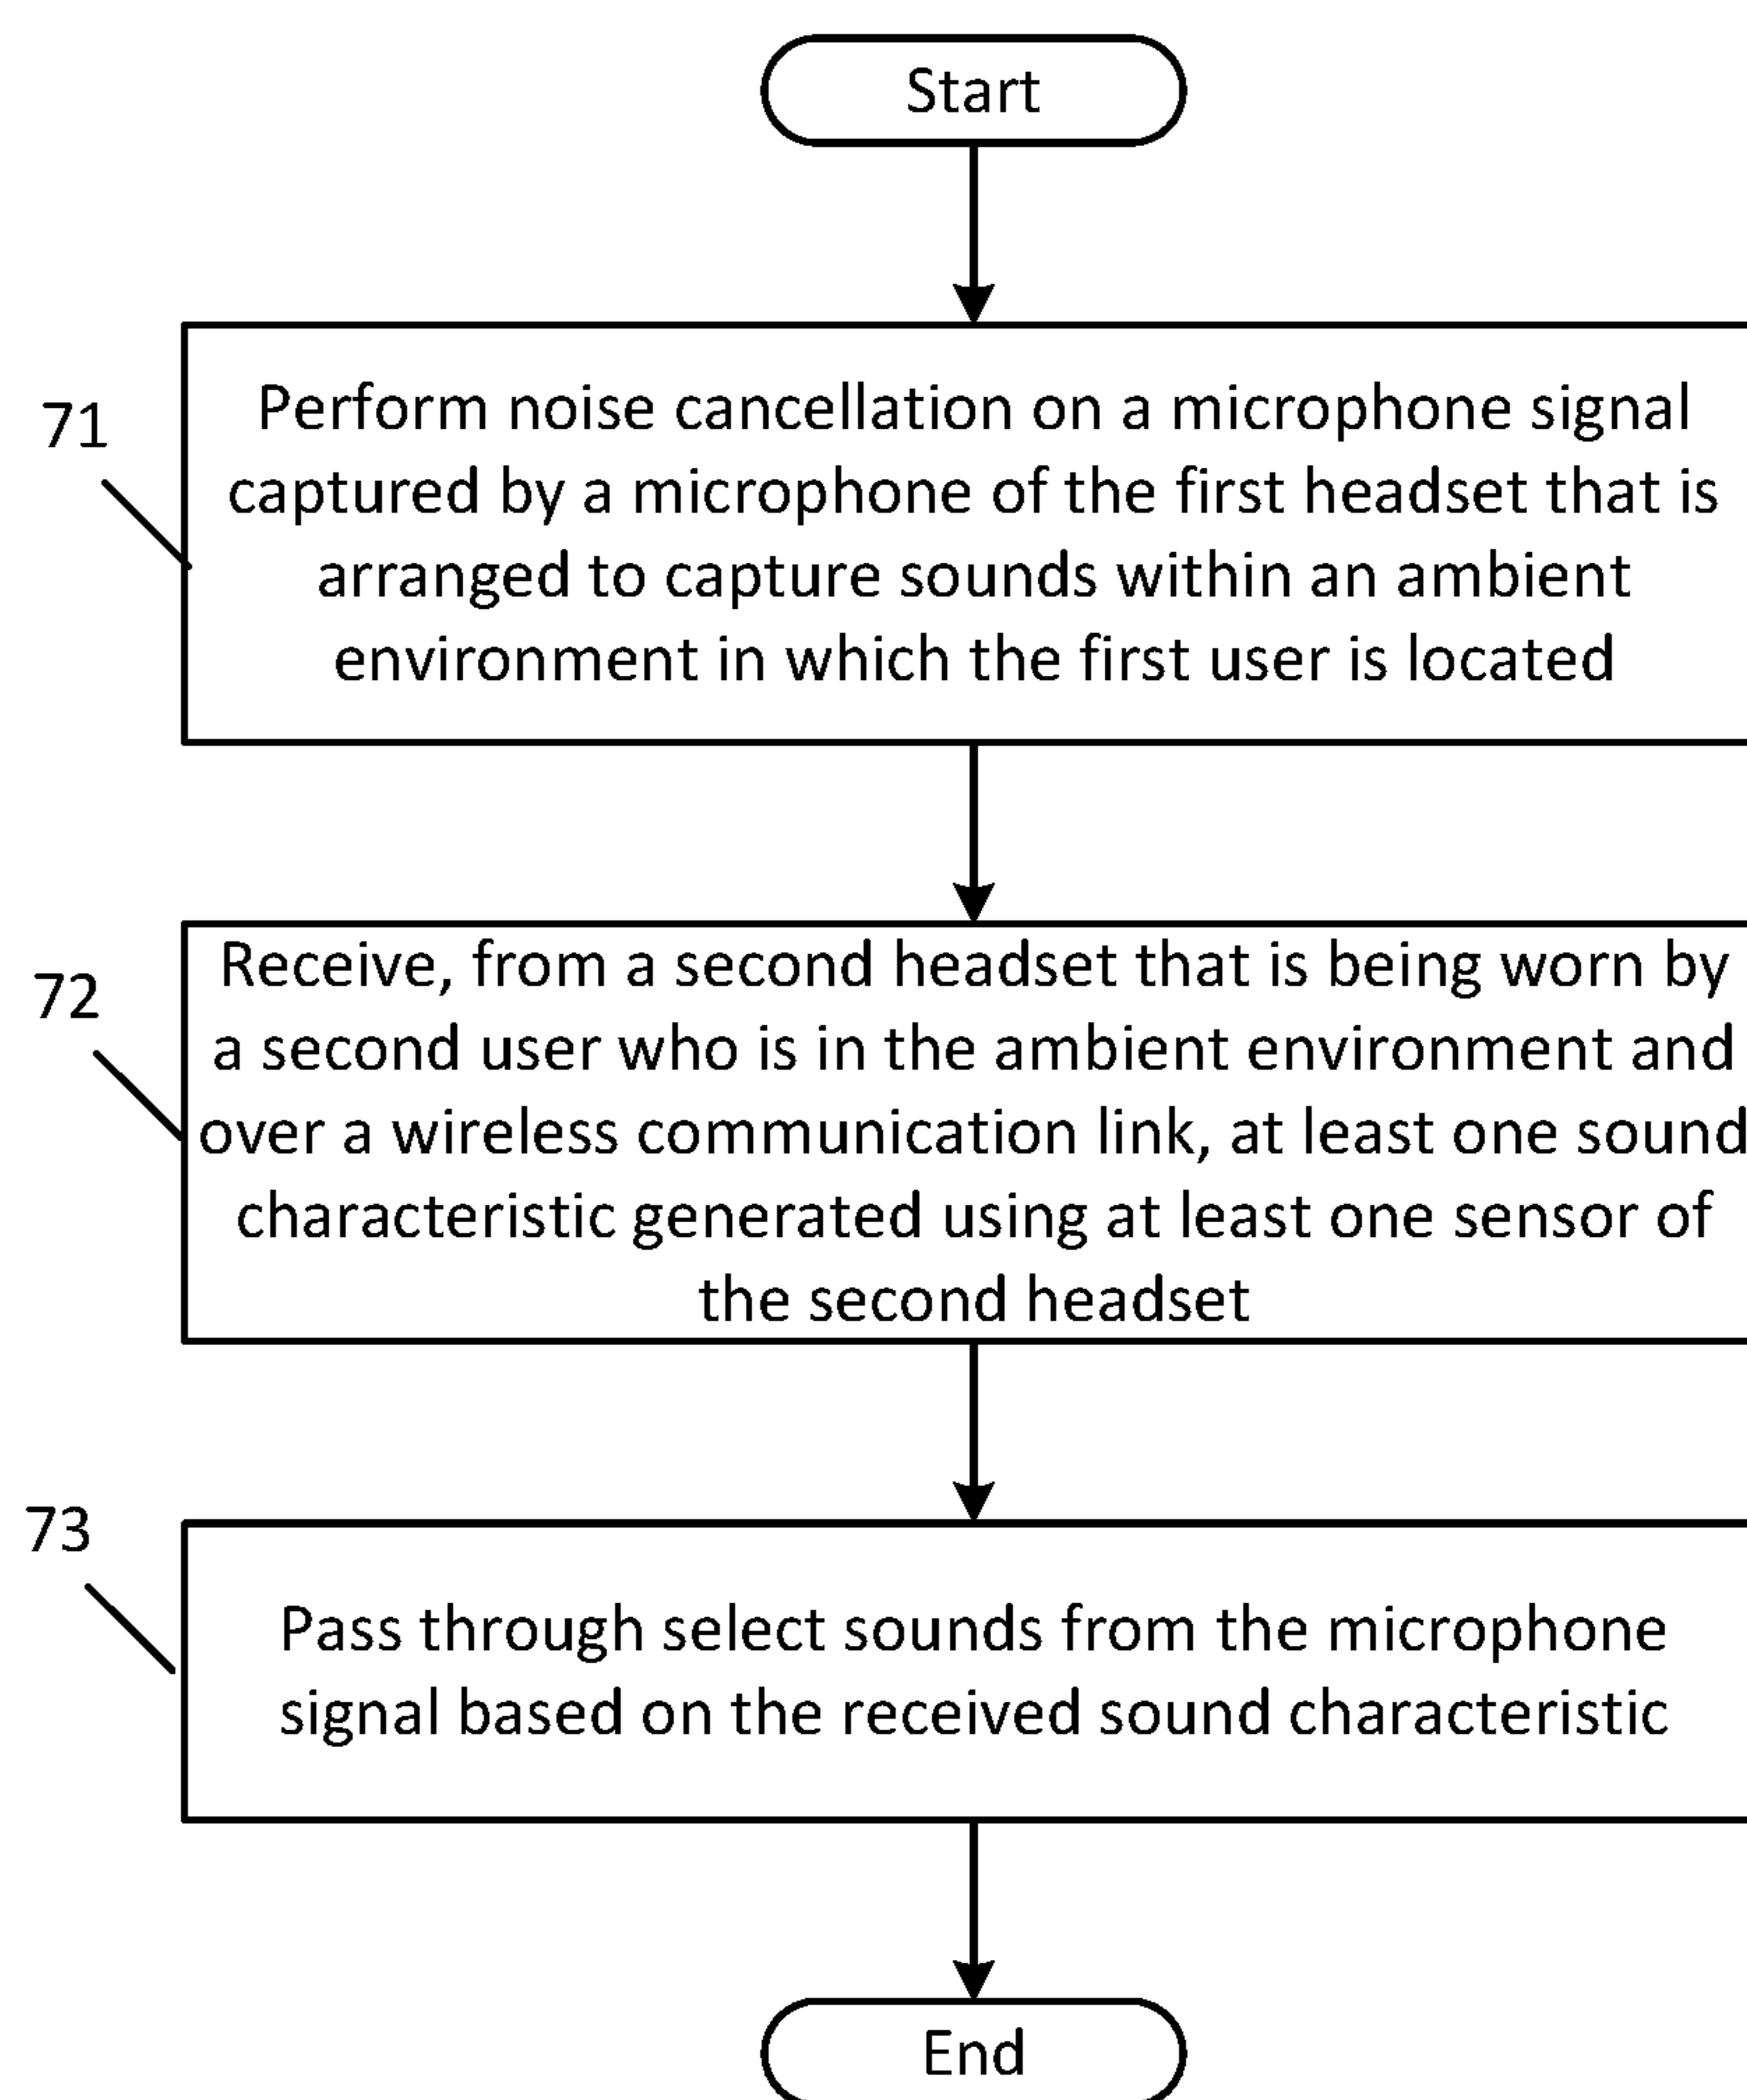 Start
71
Perform noise cancellation on a microphone signal
captured by a microphone of the first headset that is
arranged to capture sounds within an ambient
environment in which the first user is located
72
Receive, from a second headset that is being worn by
a second user who is in the ambient environment and
over a wireless communication link, at least one sound
characteristic generated using at least one sensor of
the second headset
73
Pass through select sounds from the microphone
signal based on the received sound characteristic
End